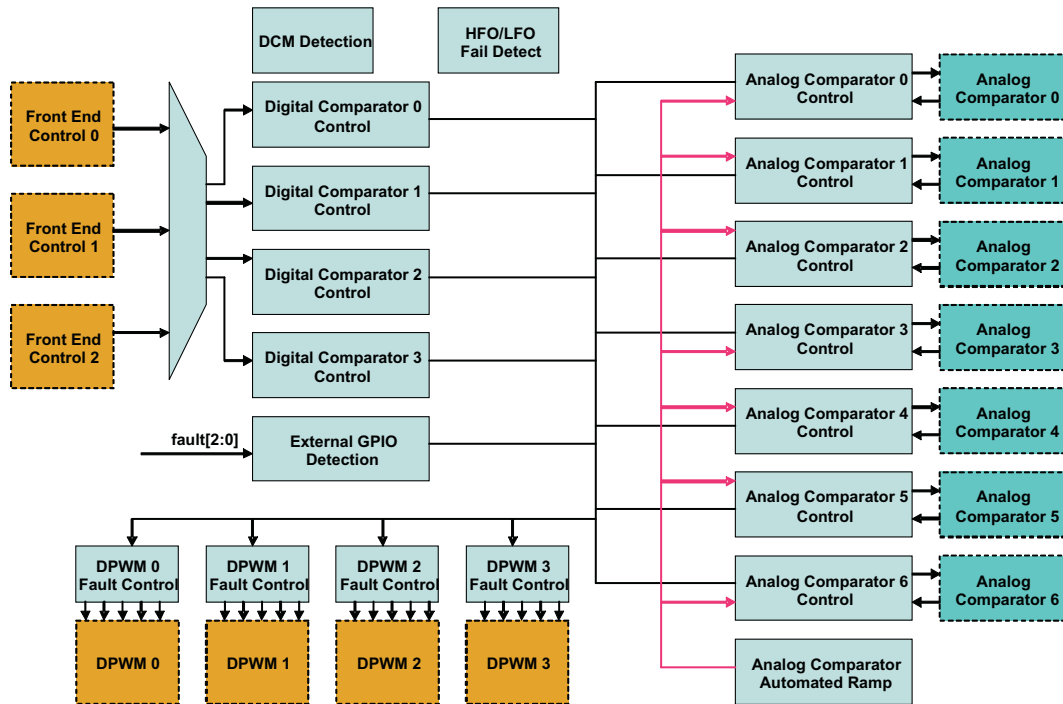 DCM Detection
HFO/LFO
Fail Detect
Front End
Control 0
Front End
Control 1
Front End
Control 2
Digital Comparator 0
Control
Digital Comparator 1
Control
Digital Comparator 2
Control
Digital Comparator 3
Control
fault[2:0]
External GPIO
Detection
Analog Comparator 0
Control
Analog
Comparator 0
Analog Comparator 1
Control
Analog
Comparator 1
Analog Comparator 2
Control
Analog
Comparator 2
Analog Comparator 3
Control
Analog
Comparator 3
Analog Comparator 4
Control
Analog
Comparator 4
Analog Comparator 5
Control
Analog
Comparator 5
Analog Comparator 6
Control
Analog
Comparator 6
Analog Comparator
Automated Ramp
DPWM 0
Fault Control
DPWM 1
Fault Control
DPWM 2
Fault Control
DPWM 3
Fault Control
DPWM 0
DPWM 1
DPWM 2
DPWM 3